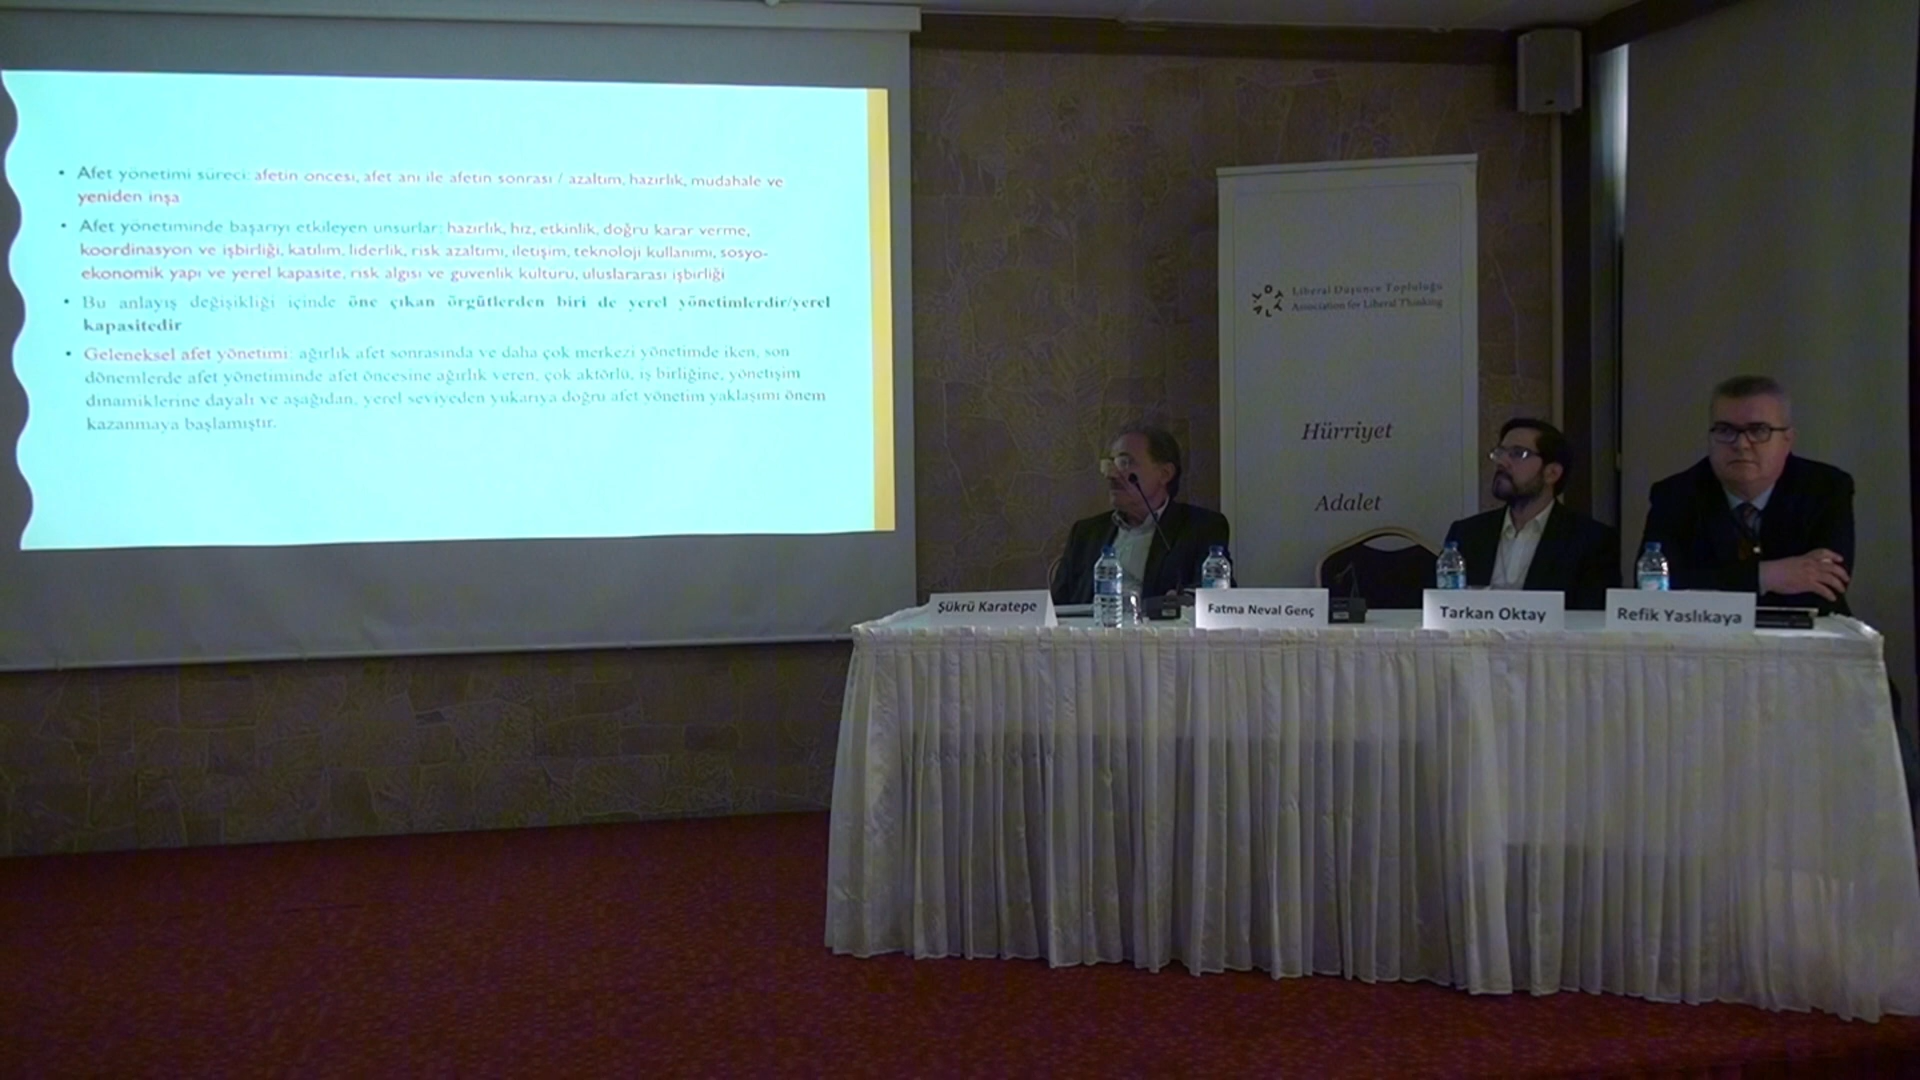 • Afet yönetimi süreci: afetin öncesi, afet anı ile afetin sonrası / azaltım, hazırlık, müdahale ve
yeniden inşa
• Afet yönetiminde başarıyı etkileyen unsurlar: hazırlık, hız, etkinlik, doğru karar verme,
koordinasyon ve işbirliği, katılım, liderlik, risk azaltımı, iletişim, teknoloji kullanımı, sosyo-
ekonomik yapı ve yerel kapasite, risk algısı ve güvenlik kültürü, uluslararası işbirliği
• Bu anlayış değişikliği içinde öne çıkan örgütlerden biri de yerel yönetimlerdir/yerel
kapasitedir
• Geleneksel afet yönetimi: ağırlık afet sonrasında ve daha çok merkezi yönetimde iken, son
dönemlerde afet yönetiminde afet öncesine ağırlık veren, çok aktörlü, iş birliğine, yönetişim
dinamiklerine dayalı ve aşağıdan, yerel seviyeden yukarıya doğru afet yönetim yaklaşımı önem
kazanmaya başlamıştır.
Liberal Düşünce Topluluğu
Association for Liberal Thinking
Hürriyet
Adalet
Şükrü Karatepe
Fatma Neval Genç
Tarkan Oktay
Refik Yaslıkaya